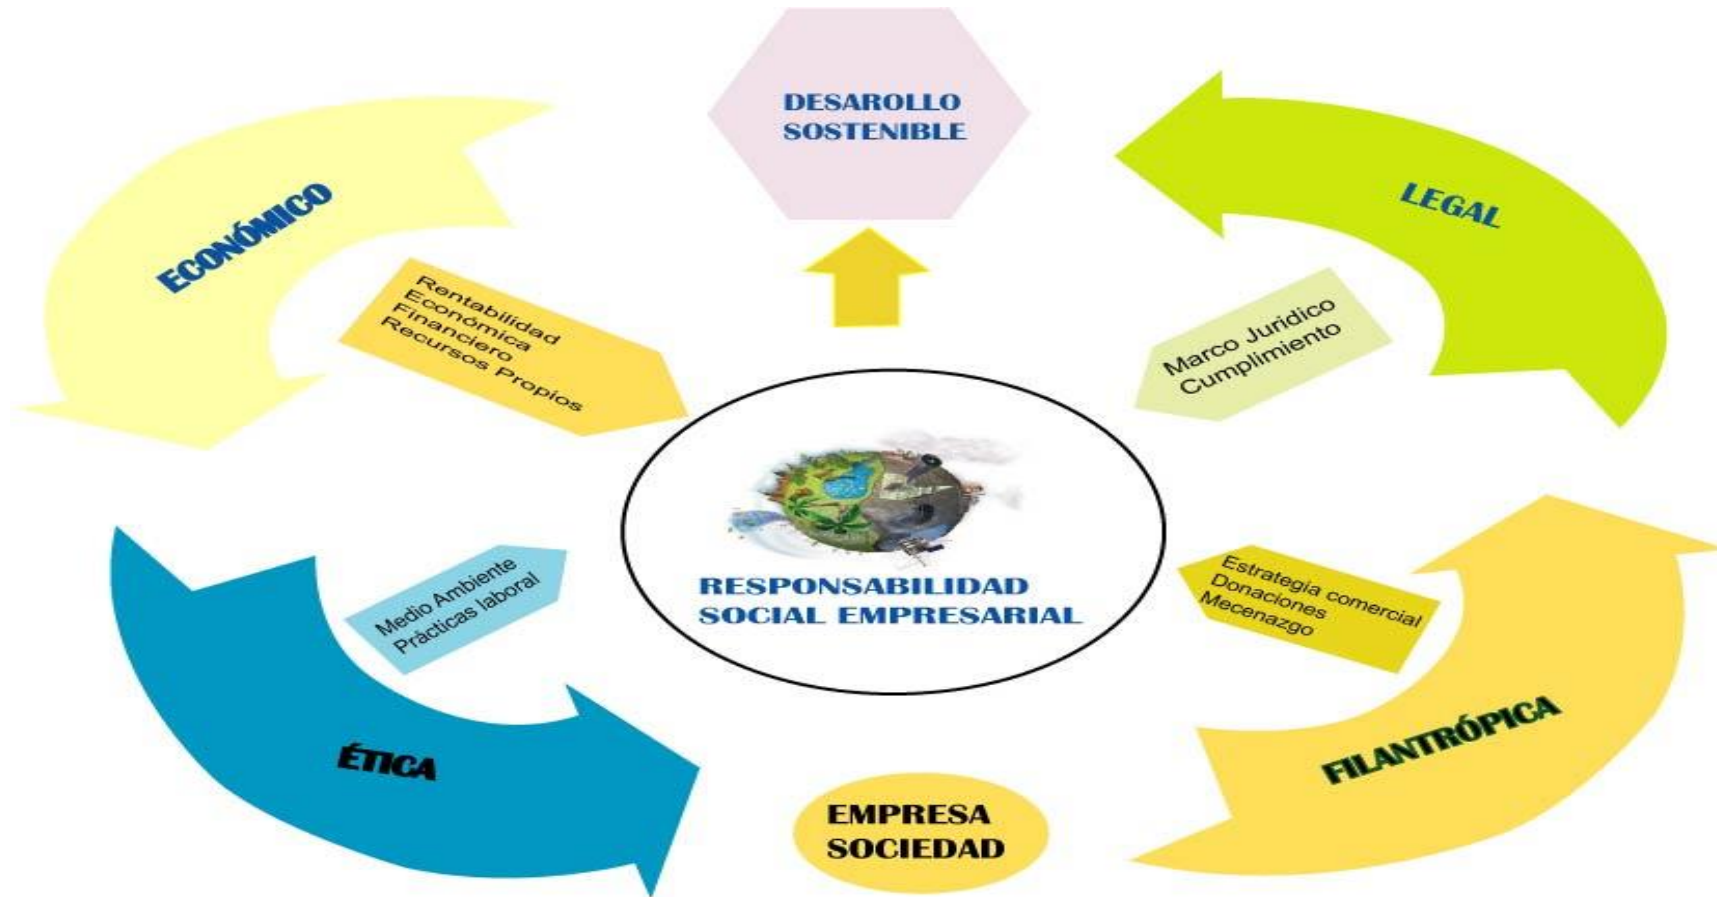 DESAROLLO
SOSTENIBLE
ECONÓMICO
LEGAL
Rentabilidad
Económica
Financiero
Recursos Propios
Marco Juridico
Cumplimiento
RESPONSABILIDAD
SOCIAL EMPRESARIAL
Medio Ambiente
Prácticas laboral
Estrategia comercial
Donaciones
Mecenazgo
ÉTICA
FILANTRÓPICA
EMPRESA
SOCIEDAD